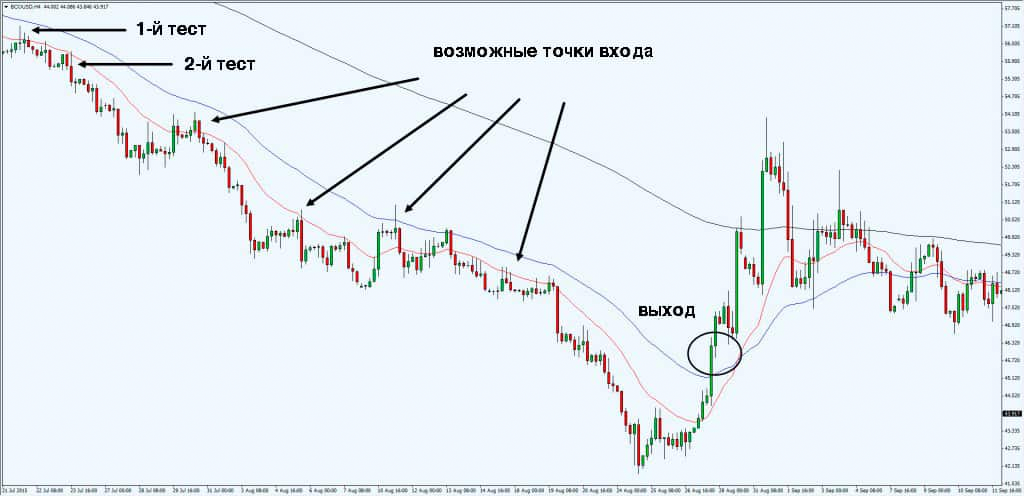 BCOUSD,H4 44.002 44.086 43.840 43.917
1-й тест
2-й тест
возможные точки входа
выход
57.705
57.105
56.505
55.905
55.305
54.705
54.105
53.505
52.905
52.305
51.705
51.120
50.520
49.920
49.320
48.720
48.120
47.520
46.920
46.320
45.720
45.120
44.520
43.917
43.335
42.735
42.135
41.535
21 Jul 2015
22 Jul 08:00
23 Jul 16:00
27 Jul 00:00
28 Jul 08:00
29 Jul 16:00
31 Jul 00:00
3 Aug 08:00
4 Aug 16:00
6 Aug 00:00
7 Aug 08:00
10 Aug 16:00
12 Aug 00:00
13 Aug 08:00
14 Aug 16:00
18 Aug 00:00
19 Aug 08:00
20 Aug 16:00
24 Aug 00:00
25 Aug 08:00
26 Aug 16:00
28 Aug 00:00
31 Aug 08:00
1 Sep 16:00
3 Sep 00:00
4 Sep 08:00
7 Sep 16:00
9 Sep 00:00
10 Sep 08:00
11 Sep 16:00